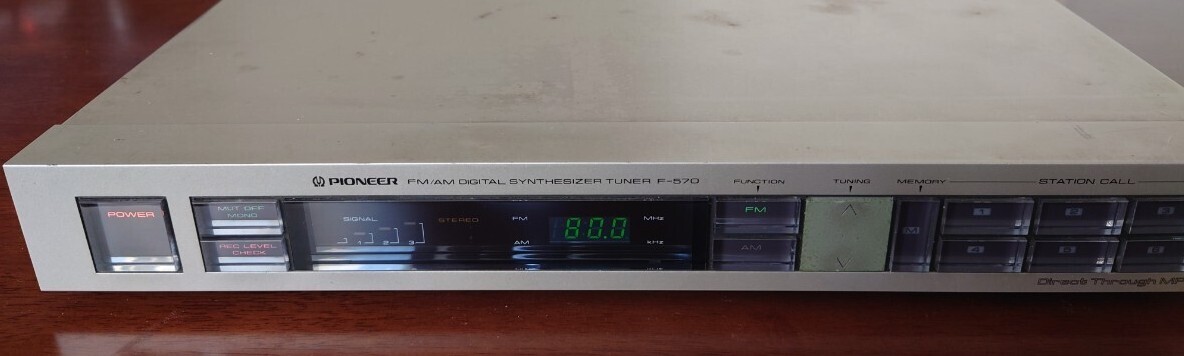 PIONEER FM/AM DIGITAL SYNTHESIZER TUNER F-570
FUNCTION
TUNING
MEMORY
STATION CALL
POWER
MUT OFF
MONO
REC LEVEL
CHECK
SIGNAL
1 2 3
STEREO
FM
AM
80.0
MHz
kHz
FM
AM
M
1 2 3
4 5 6
Direct Through MP